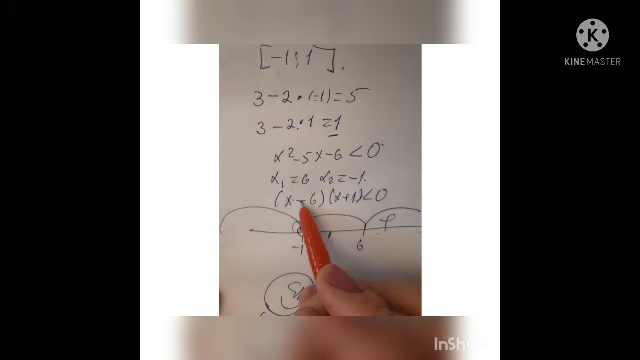 [-1; 1].
3 - 2 • (-1) = 5
3 - 2 • 1 = 1
x² - 5x - 6 < 0
x₁ = 6 x₂ = -1.
(x - 6)(x + 1) < 0
-1 6
KINEMASTER
InShO